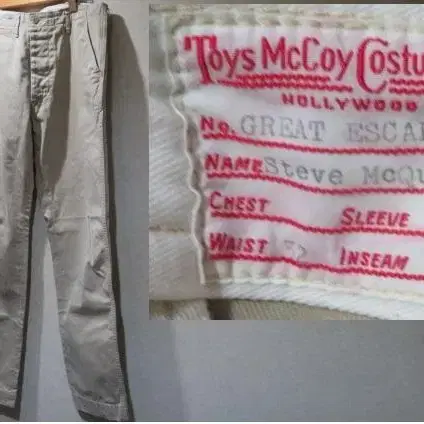 Toys McCoy Costu
HOLLYWOOD
No. GREAT ESCA
NAME Steve McQu
CHEST SLEEVE
WAIST INSEAM